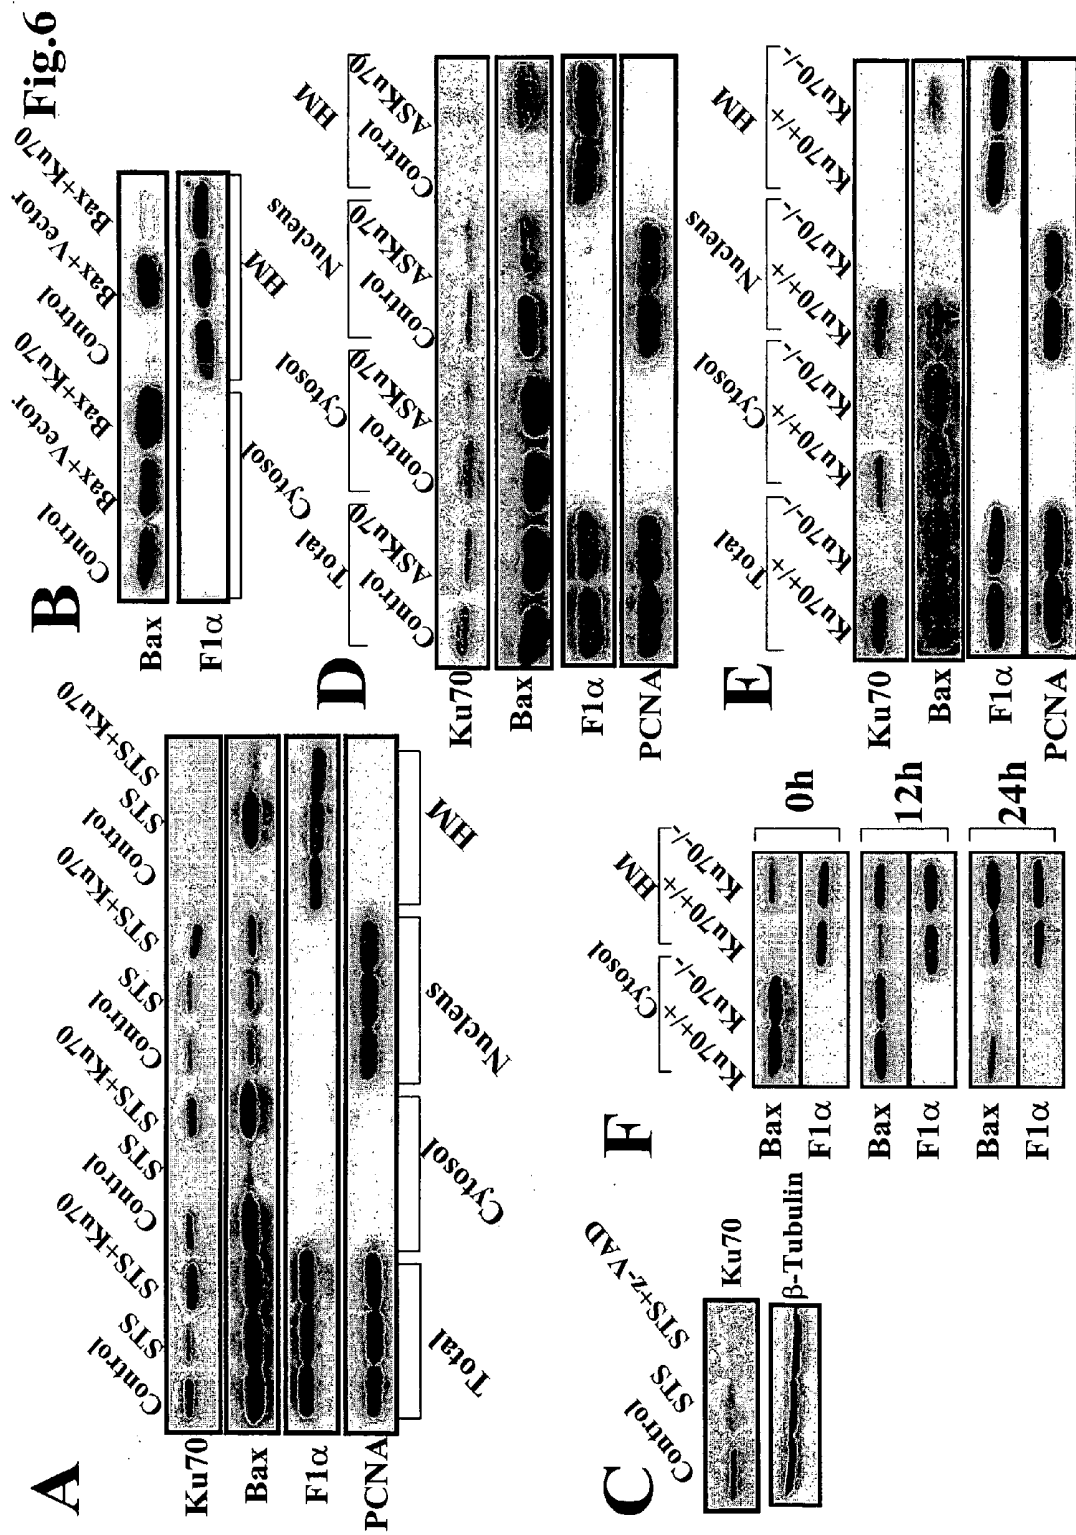 Fig.6
A
Control STS STS+Ku70 Control STS STS+Ku70 Control STS STS+Ku70 Control STS STS+Ku70
Ku70
Bax
F1α
PCNA
Total Cytosol Nucleus HM
B
Control Bax+Vector Bax+Ku70 Control Bax+Vector Bax+Ku70
Bax
F1α
Cytosol HM
C
Control STS STS+z-VAD
Ku70
β-Tubulin
D
Total Cytosol Nucleus HM
Control ASKu70 Control ASKu70 Control ASKu70 Control ASKu70
Ku70
Bax
F1α
PCNA
E
Total Cytosol Nucleus HM
Ku70+/+ Ku70-/- Ku70+/+ Ku70-/- Ku70+/+ Ku70-/- Ku70+/+ Ku70-/-
Ku70
Bax
F1α
PCNA
F
Cytosol HM
Ku70+/+ Ku70-/- Ku70+/+ Ku70-/-
Bax
F1α
0h
Bax
F1α
12h
Bax
F1α
24h